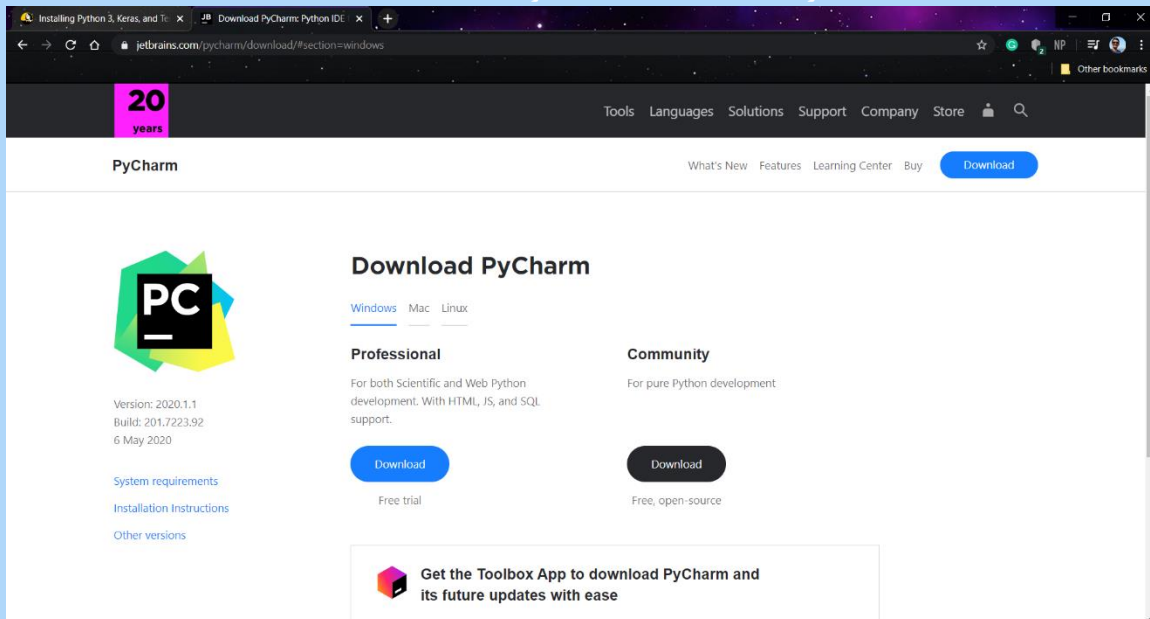 Installing Python 3, Keras, and Te
Download PyCharm: Python IDE
jetbrains.com/pycharm/download/#section=windows
NP
2
Other bookmarks
20
years
Tools Languages Solutions Support Company Store
PyCharm
What's New Features Learning Center Buy Download
Download PyCharm
PC
Windows Mac Linux
Professional
For both Scientific and Web Python
development. With HTML, JS, and SQL
support.
Download
Free trial
Community
For pure Python development
Download
Free, open-source
Version: 2020.1.1
Build: 201.7223.92
6 May 2020
System requirements
Installation Instructions
Other versions
Get the Toolbox App to download PyCharm and
its future updates with ease